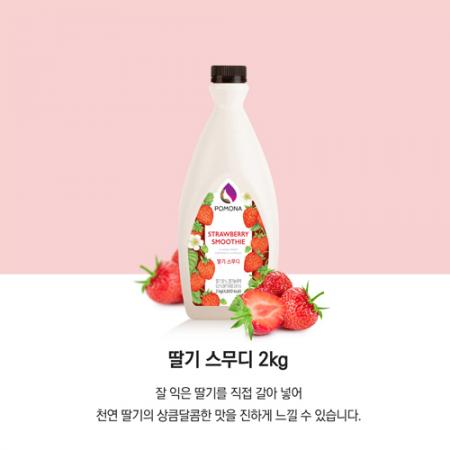 POMONA
STRAWBERRY
SMOOTHIE
딸기 스무디
딸기 스무디 2kg
잘 익은 딸기를 직접 갈아 넣어
천연 딸기의 상큼달콤한 맛을 진하게 느낄 수 있습니다.